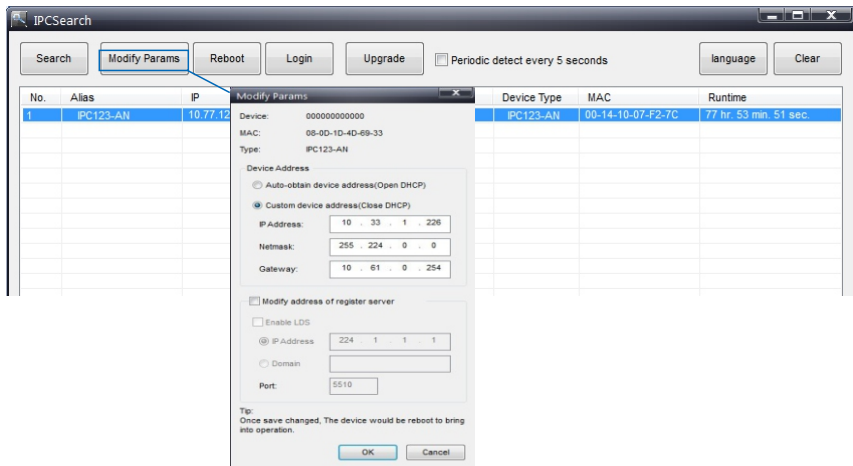 IPCSearch
Search Modify Params Reboot Login Upgrade Periodic detect every 5 seconds language Clear
No. Alias IP Device Type MAC Runtime
1 IPC123-AN 10.77.12 IPC123-AN 00-14-10-07-F2-7C 77 hr. 53 min. 51 sec.
Modify Params
Device: 000000000000
MAC: 08-0D-1D-4D-69-33
Type: IPC123-AN
Device Address
Auto-obtain device address(Open DHCP)
Custom device address(Close DHCP)
IP Address: 10 . 33 . 1 . 226
Netmask: 255 . 224 . 0 . 0
Gateway: 10 . 61 . 0 . 254
Modify address of register server
Enable LDS
IP Address 224 . 1 . 1 . 1
Domain
Port: 5510
Tip:
Once save changed, The device would be reboot to bring
into operation.
OK Cancel